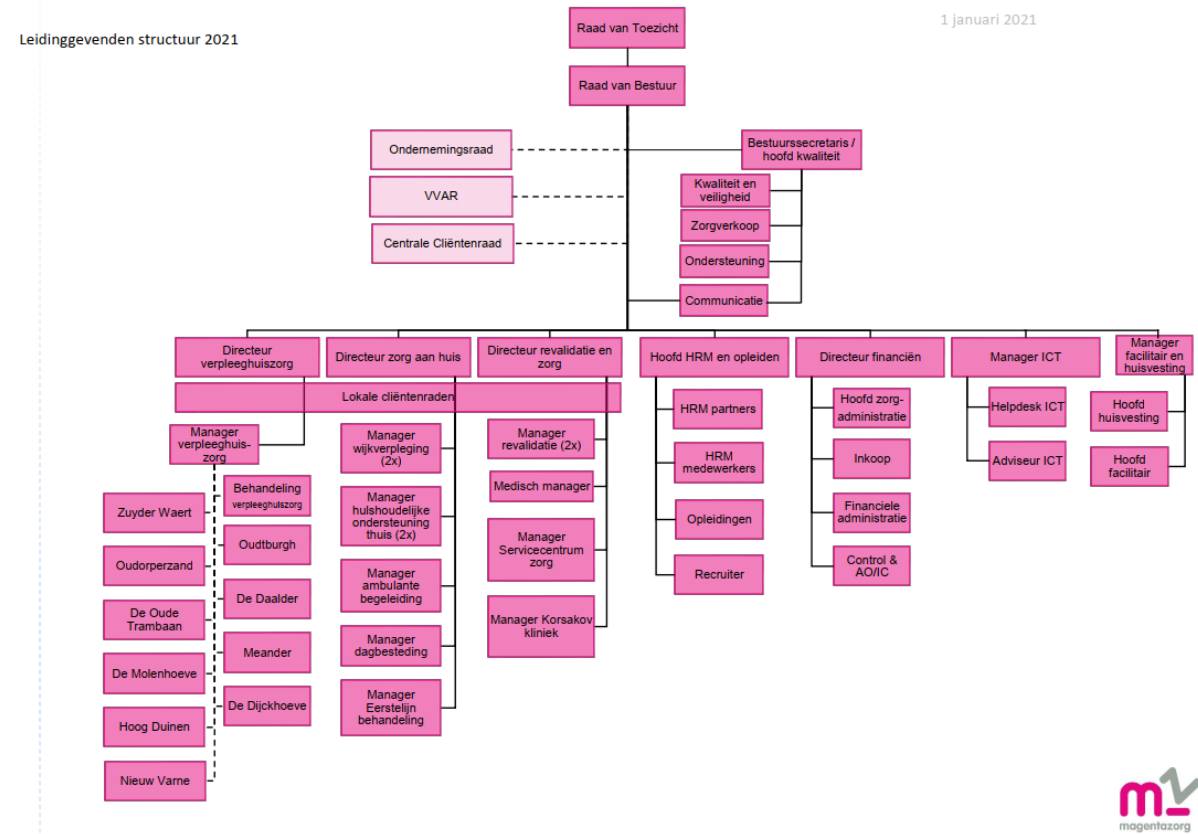 1 januari 2021
Leidinggevenden structuur 2021
Raad van Toezicht
Raad van Bestuur
Ondernemingsraad
VVAR
Centrale Cliëntenraad
Bestuurssecretaris /
hoofd kwaliteit
Kwaliteit en
veiligheid
Zorgverkoop
Ondersteuning
Communicatie
Directeur
verpleeghuiszorg
Directeur zorg aan huis
Directeur revalidatie en
zorg
Hoofd HRM en opleiden
Directeur financiën
Manager ICT
Manager
facilitair en
huisvesting
Lokale cliëntenraden
Manager
verpleeghuis-
zorg
Zuyder Waert
Oudorperzand
De Oude
Trambaan
De Molenhoeve
Hoog Duinen
Nieuw Varne
Behandeling
verpleeghuiszorg
Oudtburgh
De Daalder
Meander
De Dijckhoeve
Manager
wijkverpleging
(2x)
Manager
hulshoudelijke
ondersteuning
thuis (2x)
Manager
ambulante
begeleiding
Manager
dagbesteding
Manager
Eerstelijn
behandeling
Manager
revalidatie (2x)
Medisch manager
Manager
Servicecentrum
zorg
Manager Korsakov
kliniek
HRM partners
HRM
medewerkers
Opleidingen
Recruiter
Hoofd zorg-
administratie
Inkoop
Financiele
administratie
Control &
AO/IC
Helpdesk ICT
Adviseur ICT
Hoofd
huisvesting
Hoofd
facilitair
magentazorg